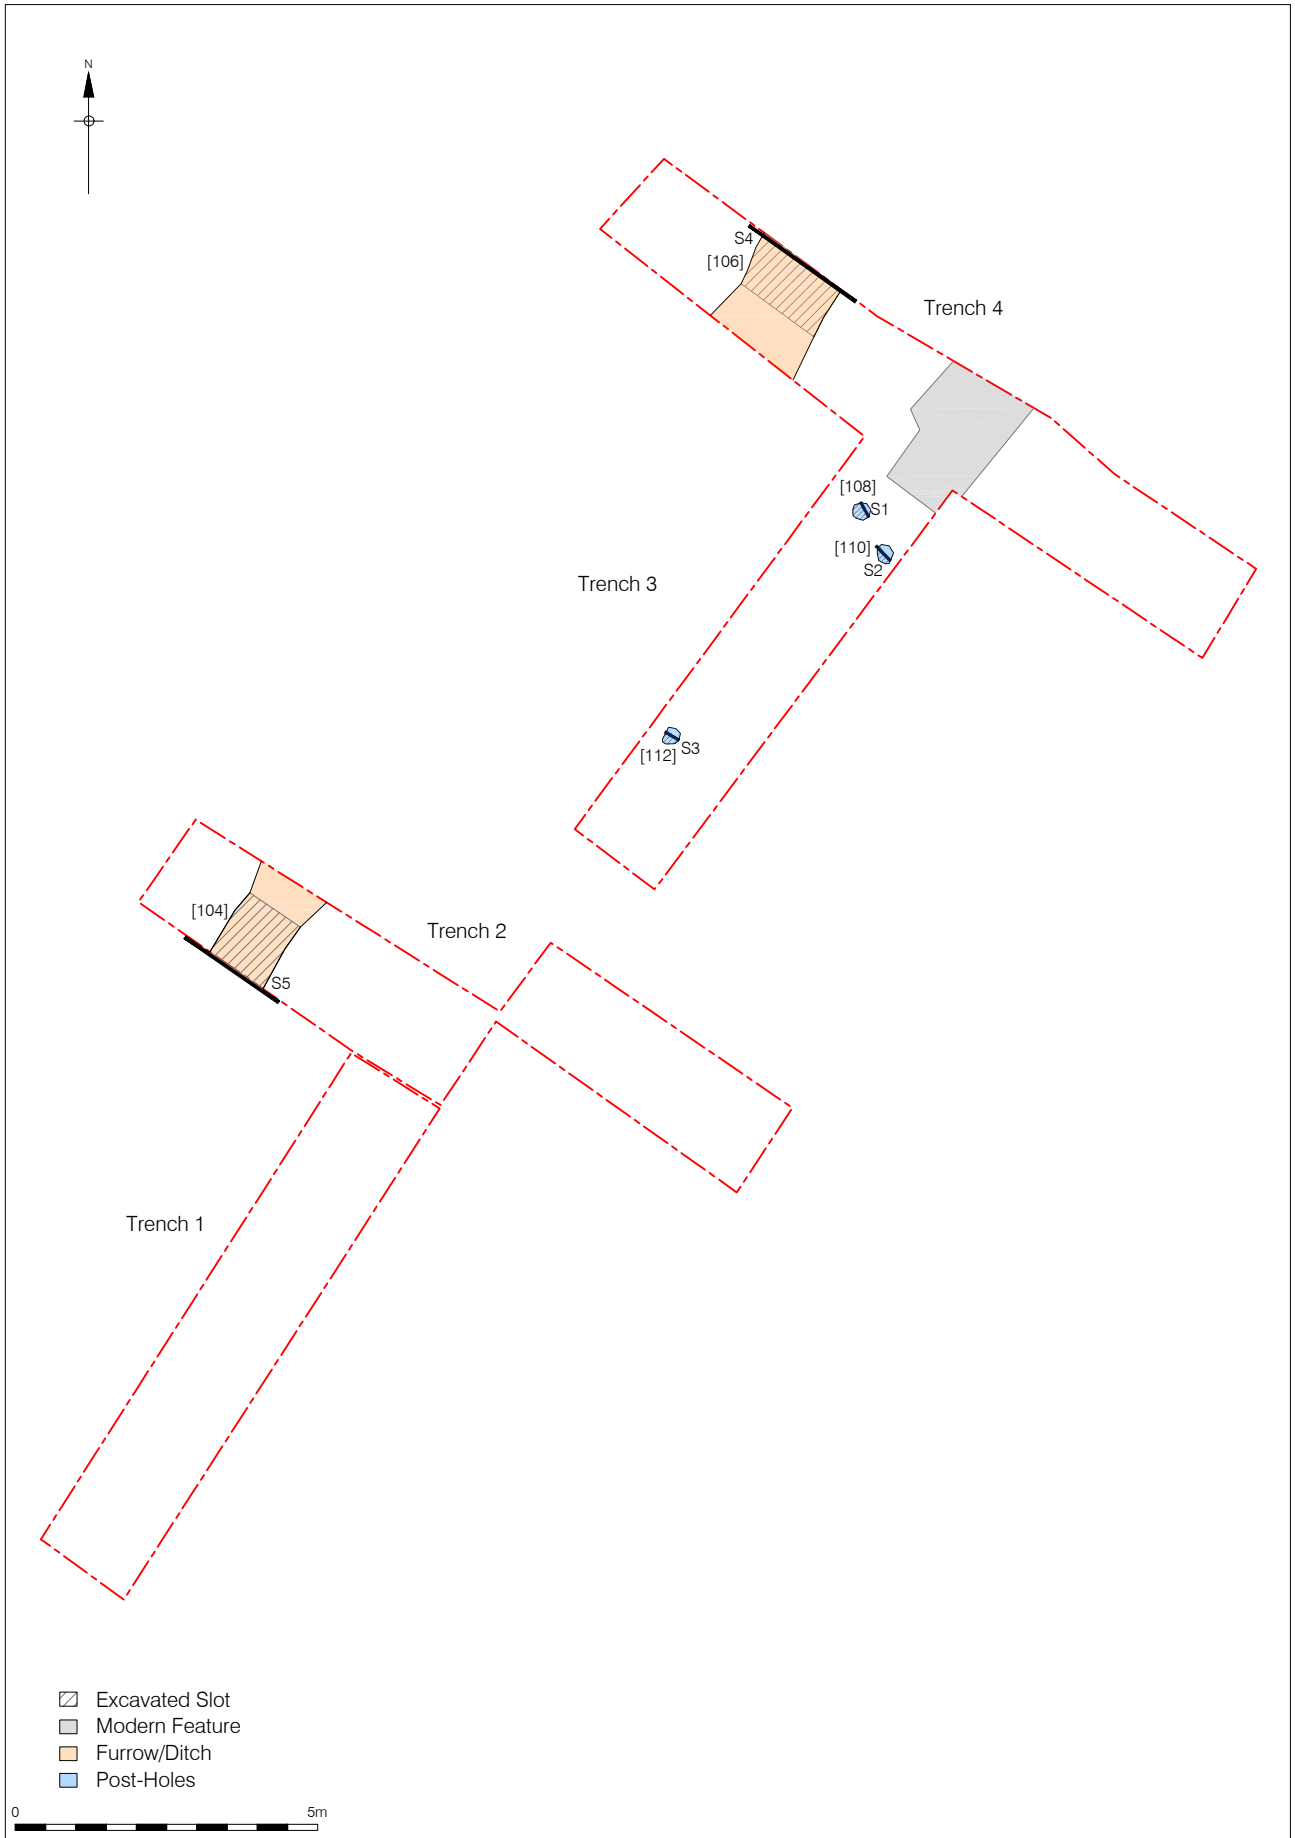 N
S4
[106]
Trench 4
[108]
S1
[110]
S2
Trench 3
[112]
S3
[104]
Trench 2
S5
Trench 1
Excavated Slot
Modern Feature
Furrow/Ditch
Post-Holes
0 5m